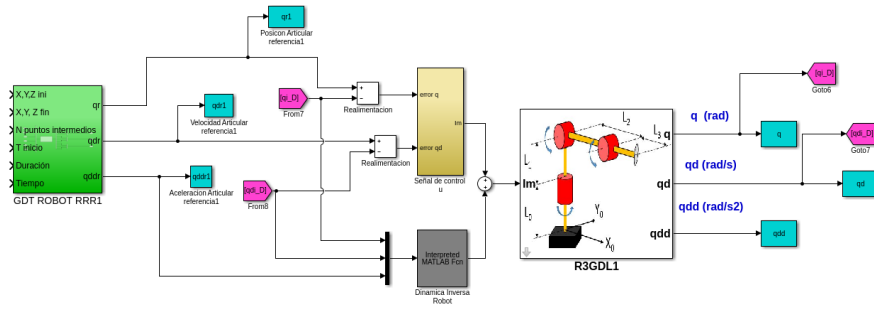 qr1
Posicon Articular
referencia1
X,Y,Z ini
X,Y, Z fin
N puntos intermedios
T inicio
Duración
Tiempo
qr
qdr
qddr
GDT ROBOT RRR1
qdr1
Velocidad Articular
referencia1
qddr1
Aceleracion Articular
referencia1
[qi_D]
From7
[qdi_D]
From8
+
−
Realimentacion
+
−
Realimentacion
error q
error qd
Im
Señal de control
u
+
+
Interpreted
MATLAB Fcn
Dinamica Inversa
Robot
Im
L2
L3
L0
Y0
X0
q
qd
qdd
R3GDL1
q (rad)
qd (rad/s)
qdd (rad/s2)
[qi_D]
Goto6
q
[qdi_D]
Goto7
qd
qdd